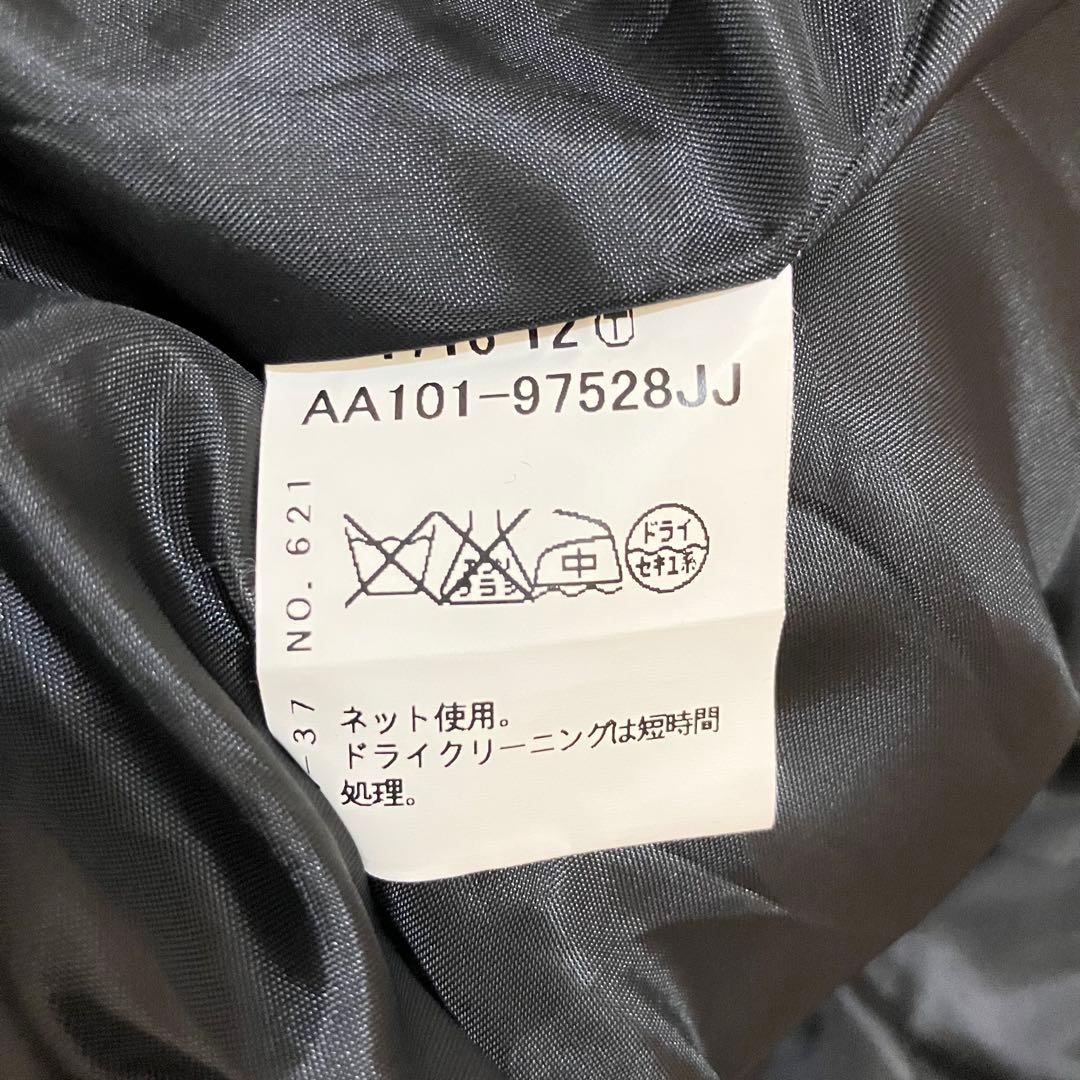 AA101-97528JJ
NO.621
中
ドライ
セキユ系
-37
ネット使用。
ドライクリーニングは短時間
処理。